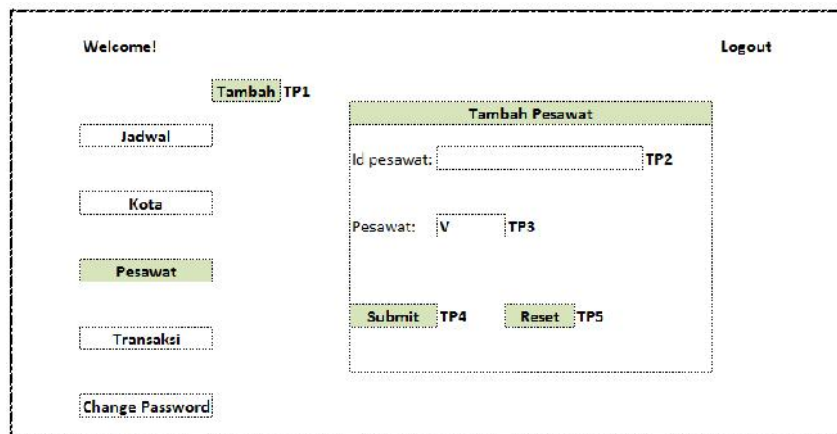 Welcome!
Logout
Tambah TP1
Tambah Pesawat
Jadwal
Id pesawat: TP2
Kota
Pesawat: V TP3
Pesawat
Submit TP4 Reset TP5
Transaksi
Change Password